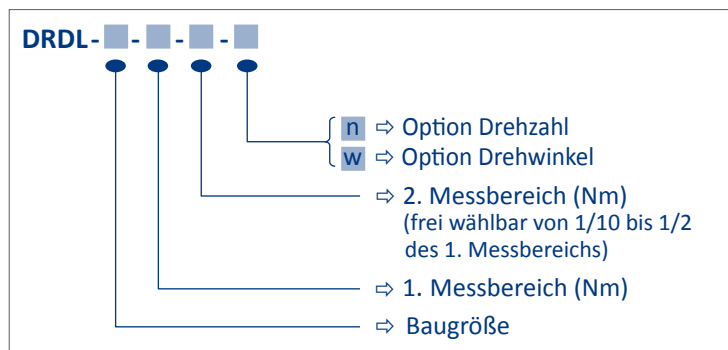 DRDL-
n ⇨ Option Drehzahl
w ⇨ Option Drehwinkel
⇨ 2. Messbereich (Nm)
(frei wählbar von 1/10 bis 1/2
des 1. Messbereichs)
⇨ 1. Messbereich (Nm)
⇨ Baugröße